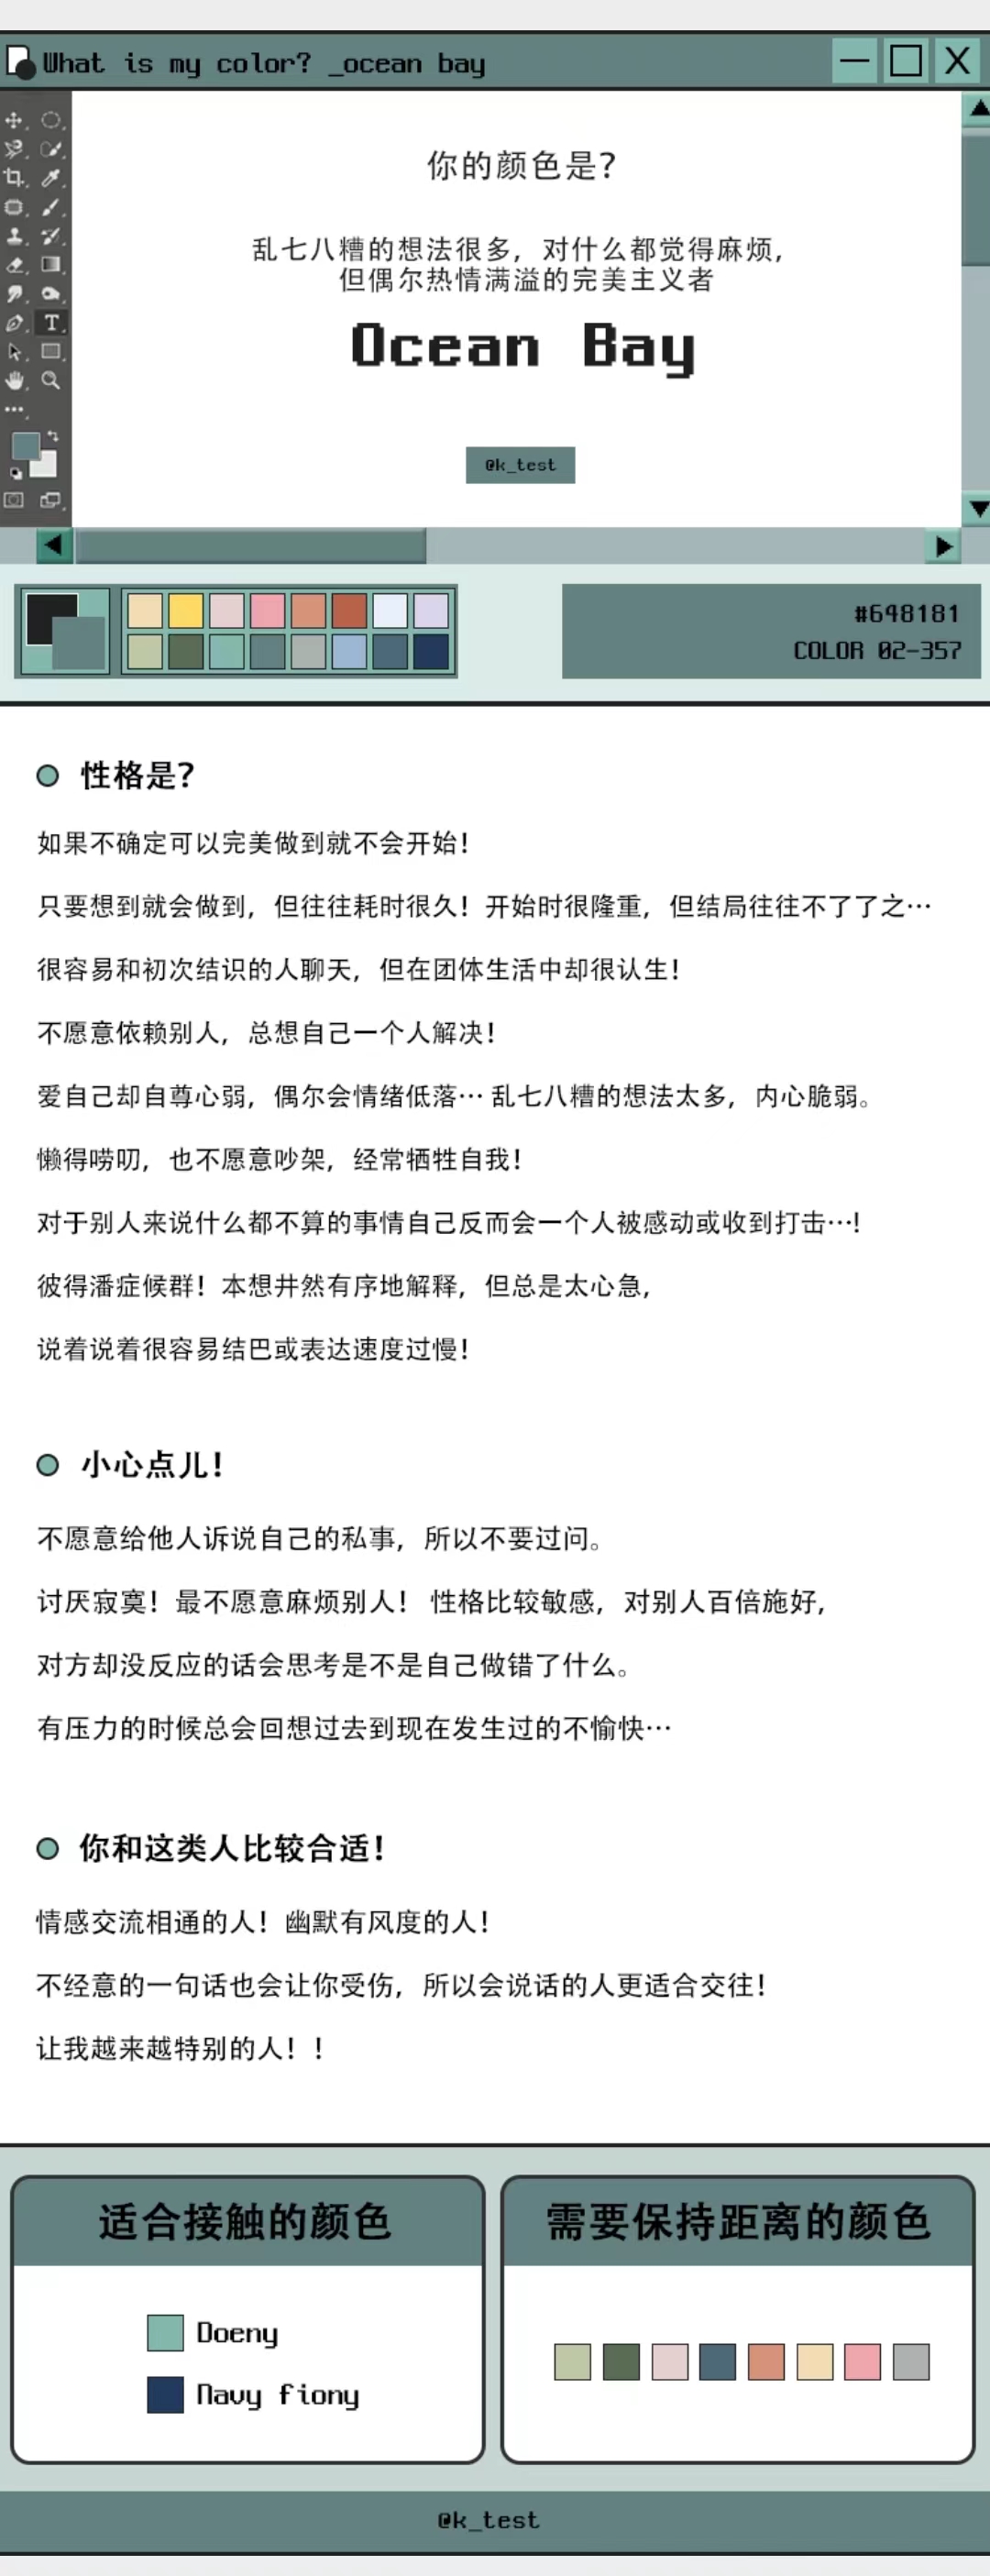 What is my color? _ocean bay
你的颜色是?
乱七八糟的想法很多, 对什么都觉得麻烦,
但偶尔热情满溢的完美主义者
Ocean Bay
@k_test
#648181
COLOR 02-357
性格是?
如果不确定可以完美做到就不会开始!
只要想到就会做到, 但往往耗时很久! 开始时很隆重, 但结局往往不了了之…
很容易和初次结识的人聊天, 但在团体生活中却很认生!
不愿意依赖别人, 总想自己一个人解决!
爱自己却自尊心弱, 偶尔会情绪低落… 乱七八糟的想法太多, 内心脆弱。
懒得唠叨, 也不愿意吵架, 经常牺牲自我!
对于别人来说什么都不算的事情自己反而会一个人被感动或收到打击…!
彼得潘症候群! 本想井然有序地解释, 但总是太心急,
说着说着很容易结巴或表达速度过慢!
小心点儿!
不愿意给他人诉说自己的私事, 所以不要过问。
讨厌寂寞! 最不愿意麻烦别人! 性格比较敏感, 对别人百倍施好,
对方却没反应的话会思考是不是自己做错了什么。
有压力的时候总会回想过去到现在发生过的不愉快…
你和这类人比较合适!
情感交流相通的人! 幽默有风度的人!
不经意的一句话也会让你受伤, 所以会说话的人更适合交往!
让我越来越特别的人! !
适合接触的颜色
Doeny
Navy fiony
需要保持距离的颜色
@k_test